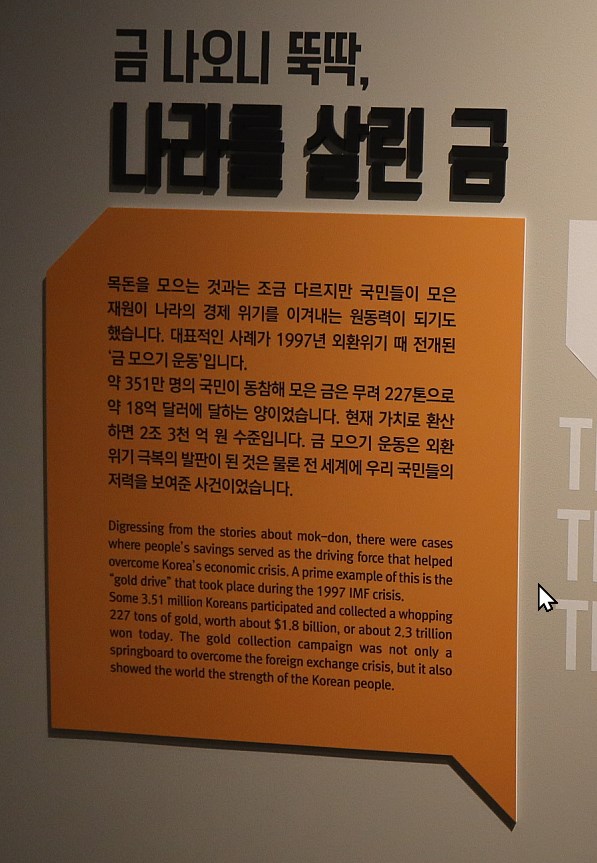 금 나오니 뚝딱,
나라를 살린 금
목돈을 모으는 것과는 조금 다르지만 국민들이 모은
재원이 나라의 경제 위기를 이겨내는 원동력이 되기도
했습니다. 대표적인 사례가 1997년 외환위기 때 전개된
‘금 모으기 운동’입니다.
약 351만 명의 국민이 동참해 모은 금은 무려 227톤으로
약 18억 달러에 달하는 양이었습니다. 현재 가치로 환산
하면 2조 3천 억 원 수준입니다. 금 모으기 운동은 외환
위기 극복의 발판이 된 것은 물론 전 세계에 우리 국민들의
저력을 보여준 사건이었습니다.
Digressing from the stories about mok-don, there were cases
where people's savings served as the driving force that helped
overcome Korea's economic crisis. A prime example of this is the
"gold drive" that took place during the 1997 IMF crisis.
Some 3.51 million Koreans participated and collected a whopping
227 tons of gold, worth about $1.8 billion, or about 2.3 trillion
won today. The gold collection campaign was not only a
springboard to overcome the foreign exchange crisis, but it also
showed the world the strength of the Korean people.